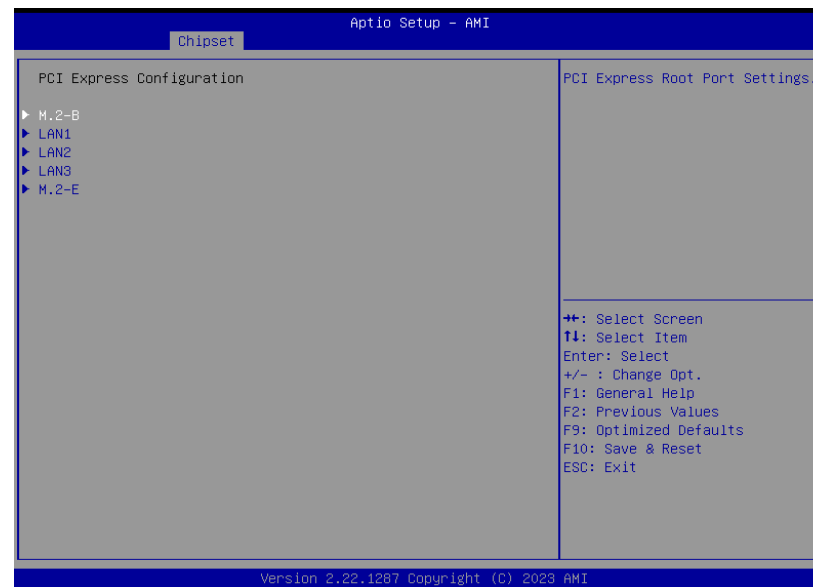 Aptio Setup – AMI
Chipset
PCI Express Configuration
▶ M.2-B
▶ LAN1
▶ LAN2
▶ LAN3
▶ M.2-E
PCI Express Root Port Settings.
→←: Select Screen
↑↓: Select Item
Enter: Select
+/- : Change Opt.
F1: General Help
F2: Previous Values
F9: Optimized Defaults
F10: Save & Reset
ESC: Exit
Version 2.22.1287 Copyright (C) 2023 AMI